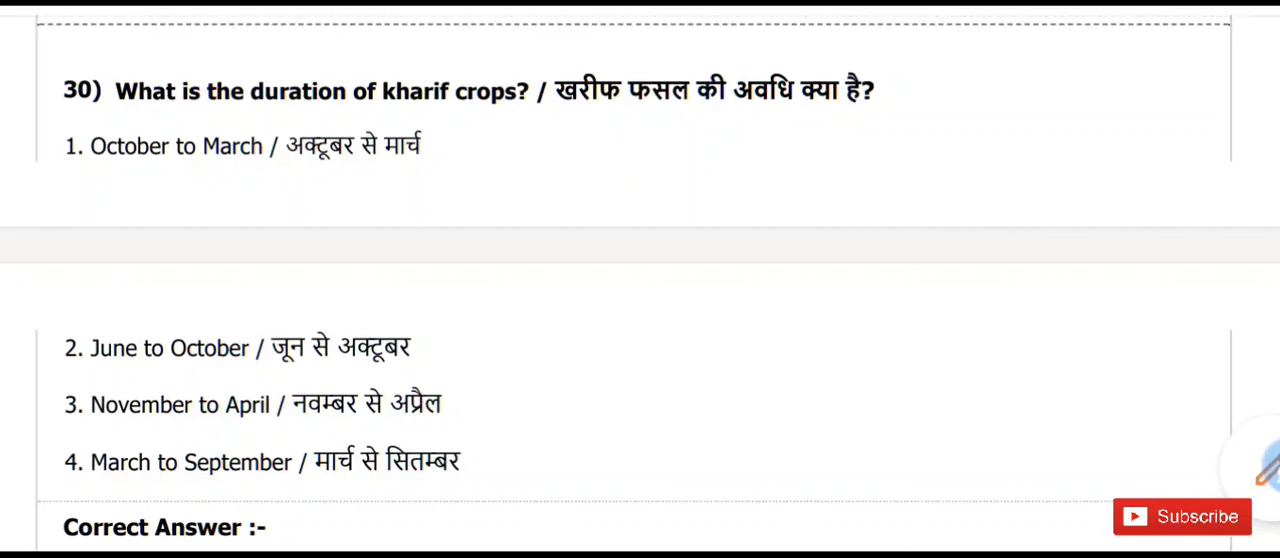 30) What is the duration of kharif crops? / खरीफ फसल की अवधि क्या है?
1. October to March / अक्टूबर से मार्च
2. June to October / जून से अक्टूबर
3. November to April / नवम्बर से अप्रैल
4. March to September / मार्च से सितम्बर
Correct Answer :-
Subscribe